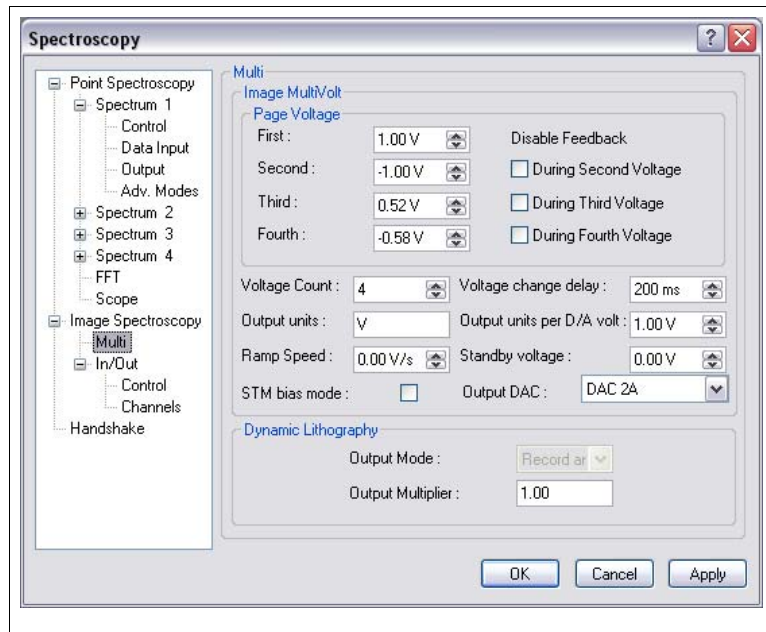 Spectroscopy
Point Spectroscopy
Spectrum 1
Control
Data Input
Output
Adv. Modes
Spectrum 2
Spectrum 3
Spectrum 4
FFT
Scope
Image Spectroscopy
Multi
In/Out
Control
Channels
Handshake
Multi
Image MultiVolt
Page Voltage
First : 1.00 V Disable Feedback
Second : -1.00 V During Second Voltage
Third : 0.52 V During Third Voltage
Fourth : -0.58 V During Fourth Voltage
Voltage Count : 4 Voltage change delay : 200 ms
Output units : V Output units per D/A volt : 1.00 V
Ramp Speed : 0.00 V/s Standby voltage : 0.00 V
STM bias mode : Output DAC : DAC 2A
Dynamic Lithography
Output Mode : Record ar
Output Multiplier : 1.00
OK Cancel Apply